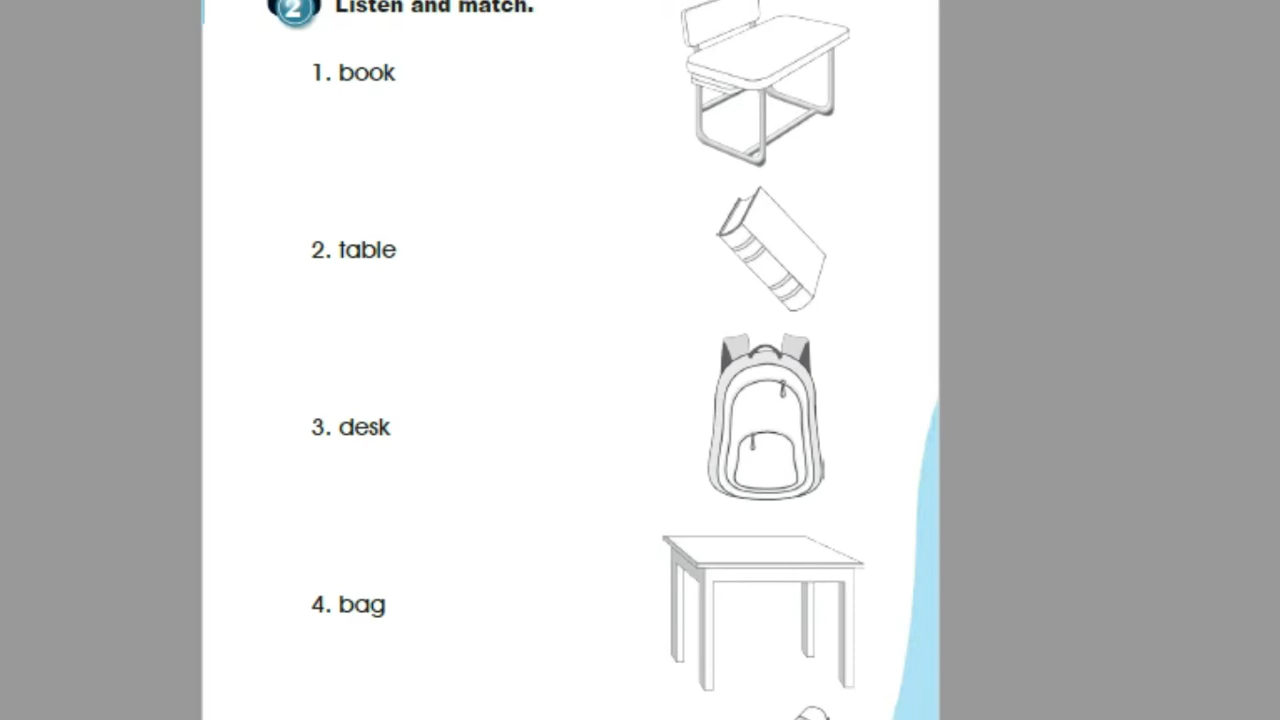 2 Listen and match.
1. book
2. table
3. desk
4. bag